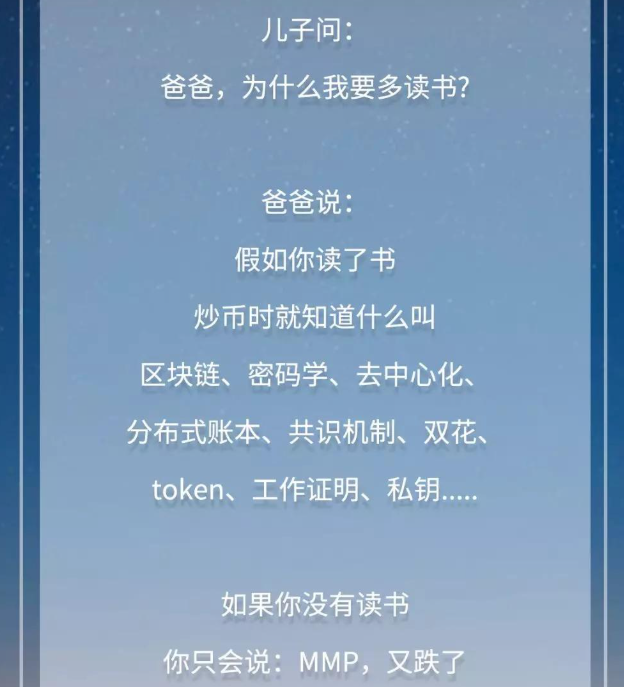 儿子问：
爸爸，为什么我要多读书?
爸爸说：
假如你读了书
炒币时就知道什么叫
区块链、密码学、去中心化、
分布式账本、共识机制、双花、
token、工作证明、私钥.....
如果你没有读书
你只会说：MMP，又跌了